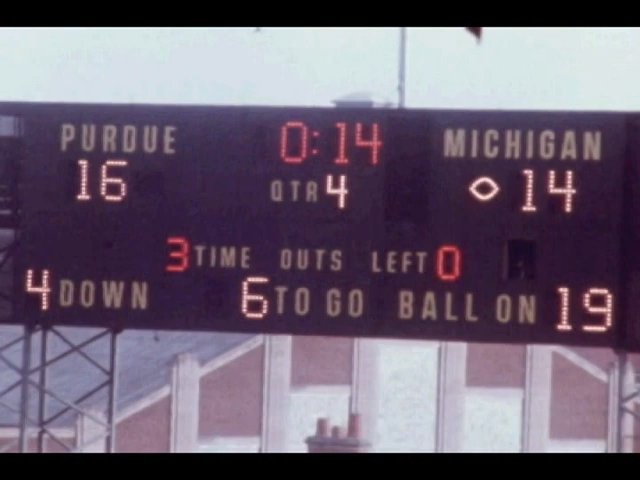 PURDUE 0:14 MICHIGAN
16 QTR 4 14
3 TIME OUTS LEFT 0
4 DOWN 6 TO GO BALL ON 19